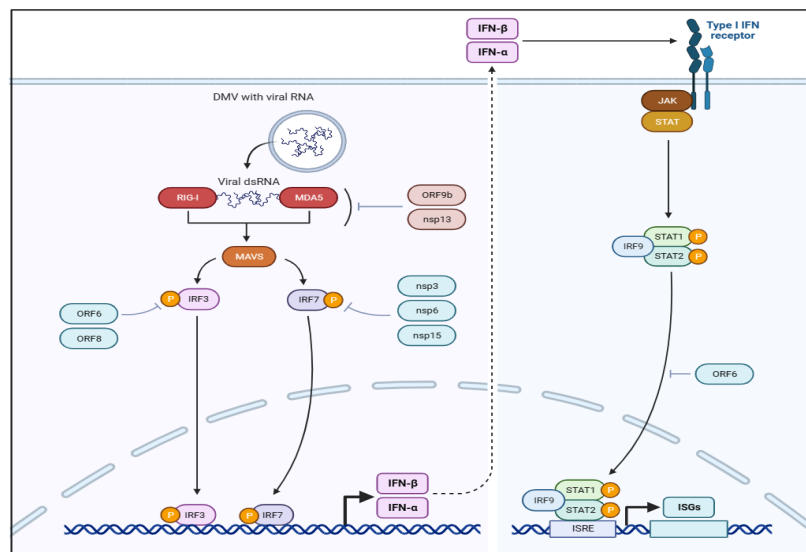 IFN-β
IFN-α
Type I IFN
receptor
JAK
STAT
DMV with viral RNA
Viral dsRNA
RIG-I
MDA5
ORF9b
nsp13
MAVS
P
IRF3
IRF7
P
ORF6
ORF8
nsp3
nsp6
nsp15
STAT1
P
IRF9
STAT2
P
ORF6
P
IRF3
P
IRF7
IFN-β
IFN-α
STAT1
P
IRF9
STAT2
P
ISRE
ISGs